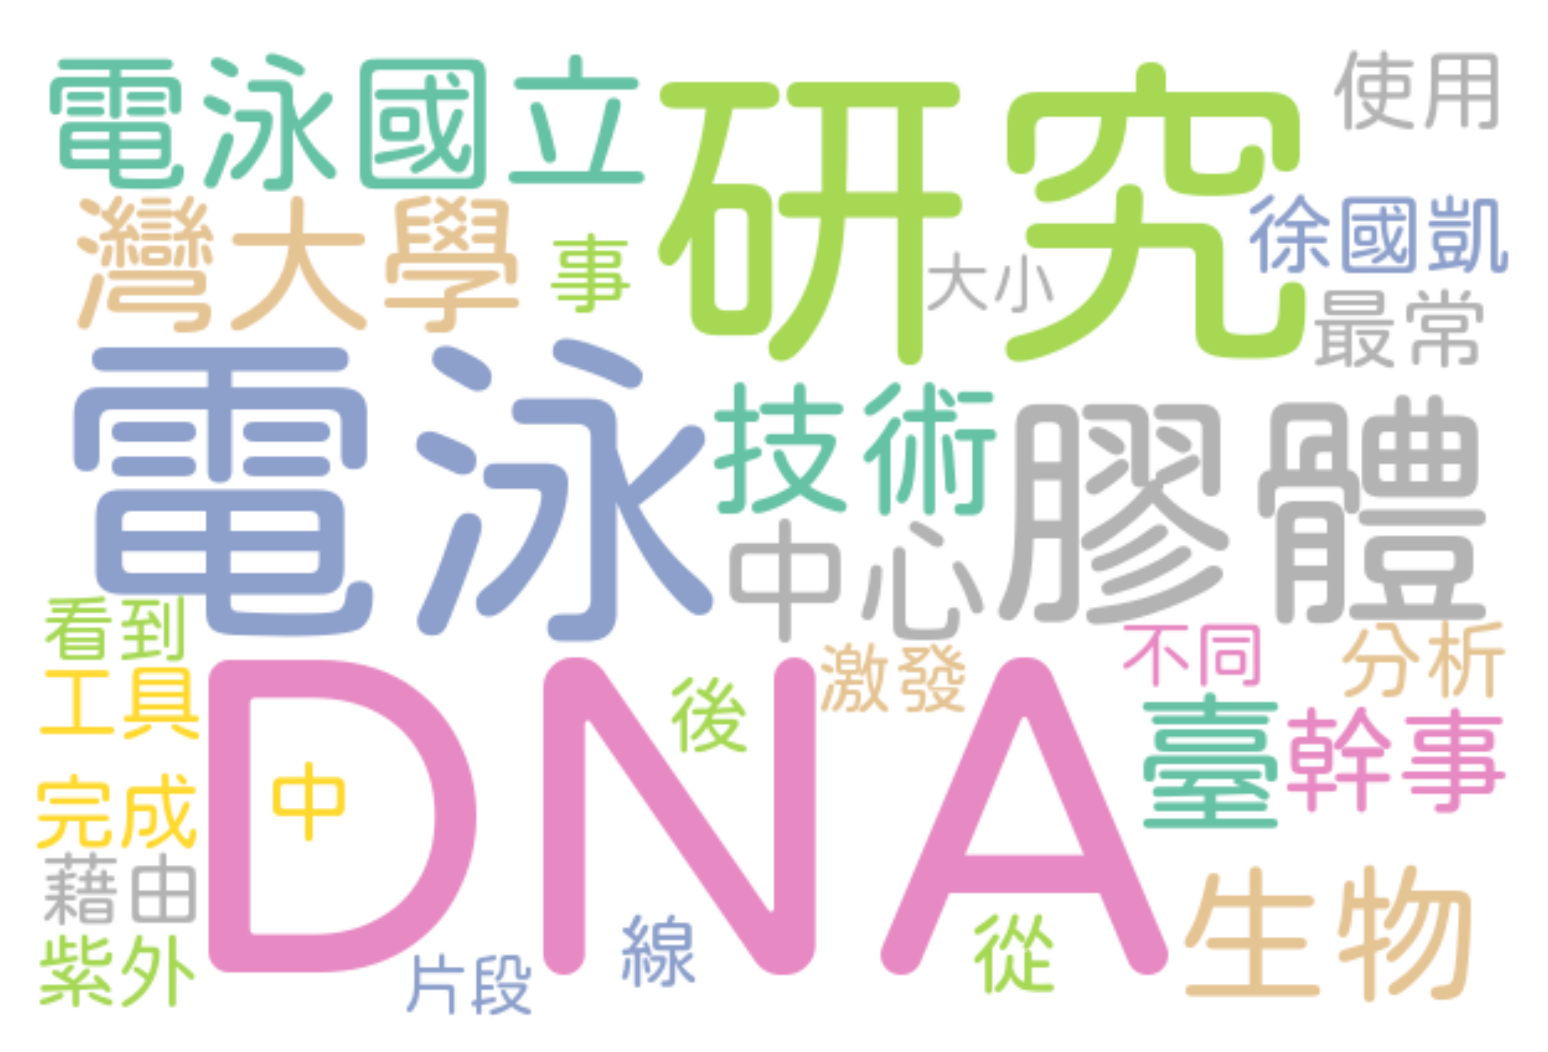 電泳國立
研究
使用
灣大學
事
大小
徐國凱
最常
電泳
技術
膠體
中心
看到
工具
DNA
後
激發
不同
分析
臺
幹事
完成
中
藉由
紫外
片段
線
從
生物